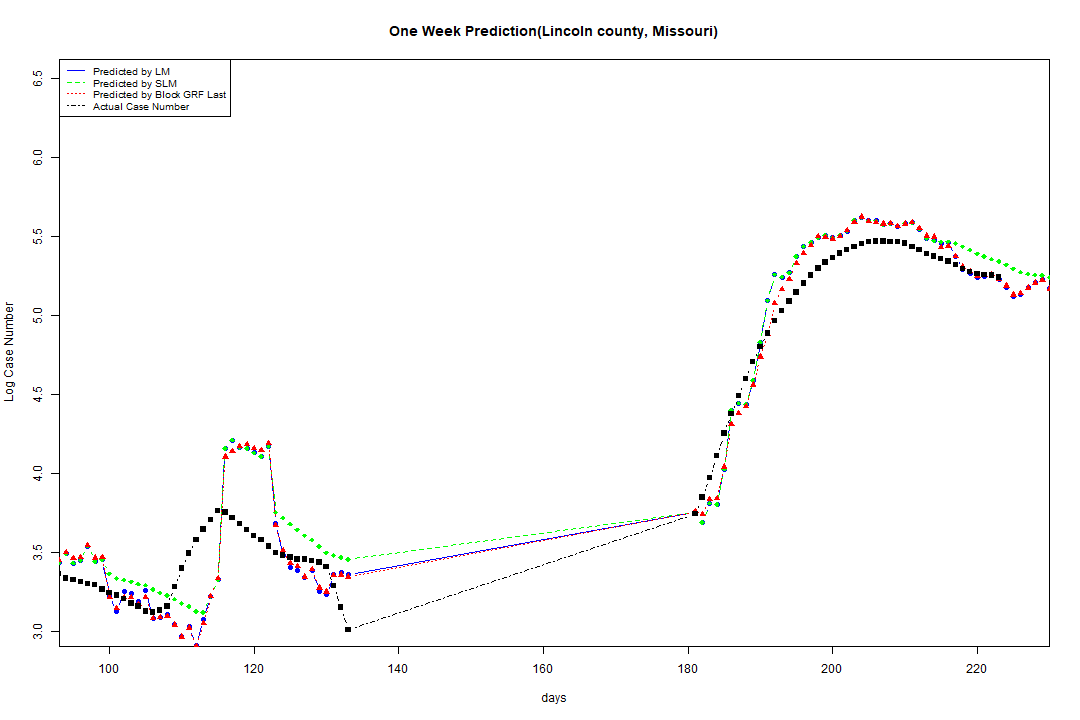 One Week Prediction(Lincoln county, Missouri)
Predicted by LM
Predicted by SLM
Predicted by Block GRF Last
Actual Case Number
6.5
6.0
5.5
5.0
4.5
4.0
3.5
3.0
Log Case Number
100 120 140 160 180 200 220
days